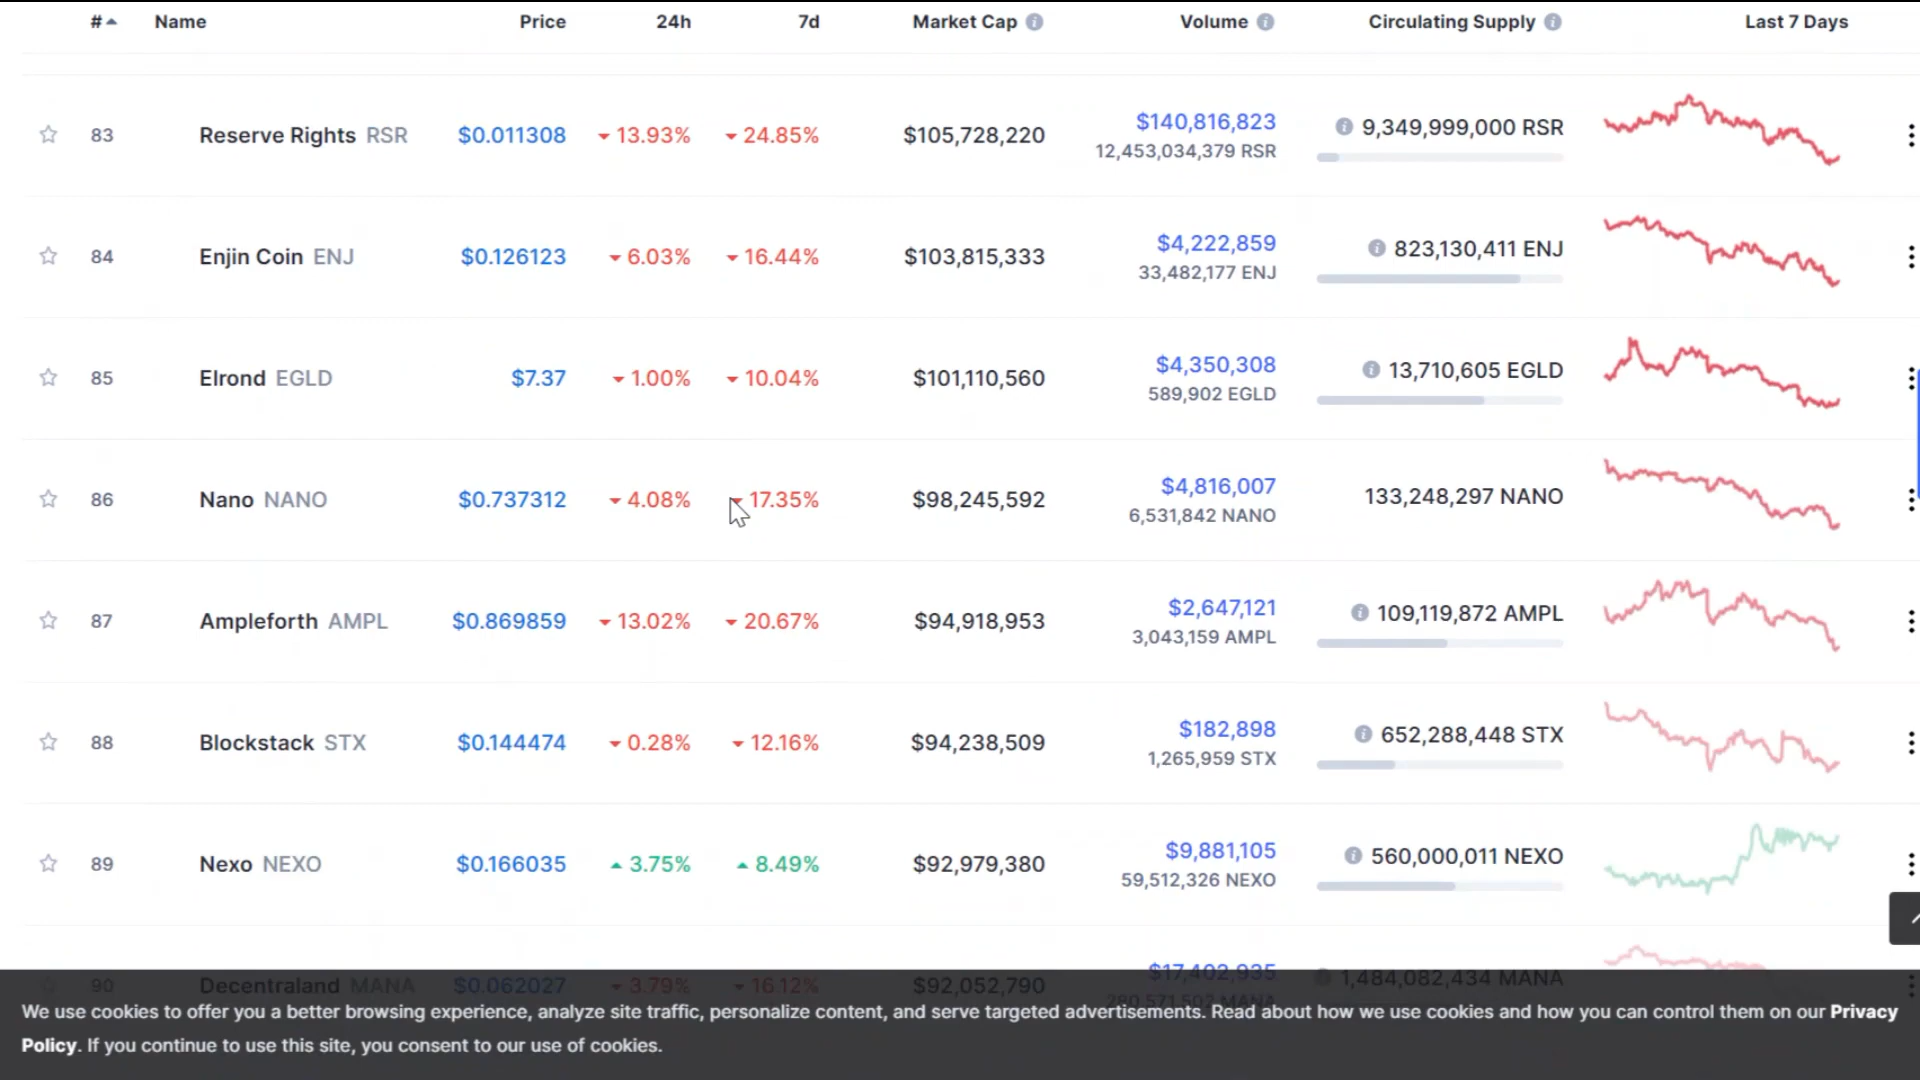 # Name Price 24h 7d Market Cap Volume Circulating Supply Last 7 Days
83 Reserve Rights RSR $0.011308 13.93% 24.85% $105,728,220 $140,816,823 9,349,999,000 RSR
12,453,034,379 RSR
84 Enjin Coin ENJ $0.126123 6.03% 16.44% $103,815,333 $4,222,859 823,130,411 ENJ
33,482,177 ENJ
85 Elrond EGLD $7.37 1.00% 10.04% $101,110,560 $4,350,308 13,710,605 EGLD
589,902 EGLD
86 Nano NANO $0.737312 4.08% 17.35% $98,245,592 $4,816,007 133,248,297 NANO
6,531,842 NANO
87 Ampleforth AMPL $0.869859 13.02% 20.67% $94,918,953 $2,647,121 109,119,872 AMPL
3,043,159 AMPL
88 Blockstack STX $0.144474 0.28% 12.16% $94,238,509 $182,898 652,288,448 STX
1,265,959 STX
89 Nexo NEXO $0.166035 3.75% 8.49% $92,979,380 $9,881,105 560,000,011 NEXO
59,512,326 NEXO
90 Decentraland MANA $0.062027 3.79% 16.12% $92,052,790 $17,402,935 1,484,082,434 MANA
280,571,502 MANA
We use cookies to offer you a better browsing experience, analyze site traffic, personalize content, and serve targeted advertisements. Read about how we use cookies and how you can control them on our Privacy
Policy. If you continue to use this site, you consent to our use of cookies.